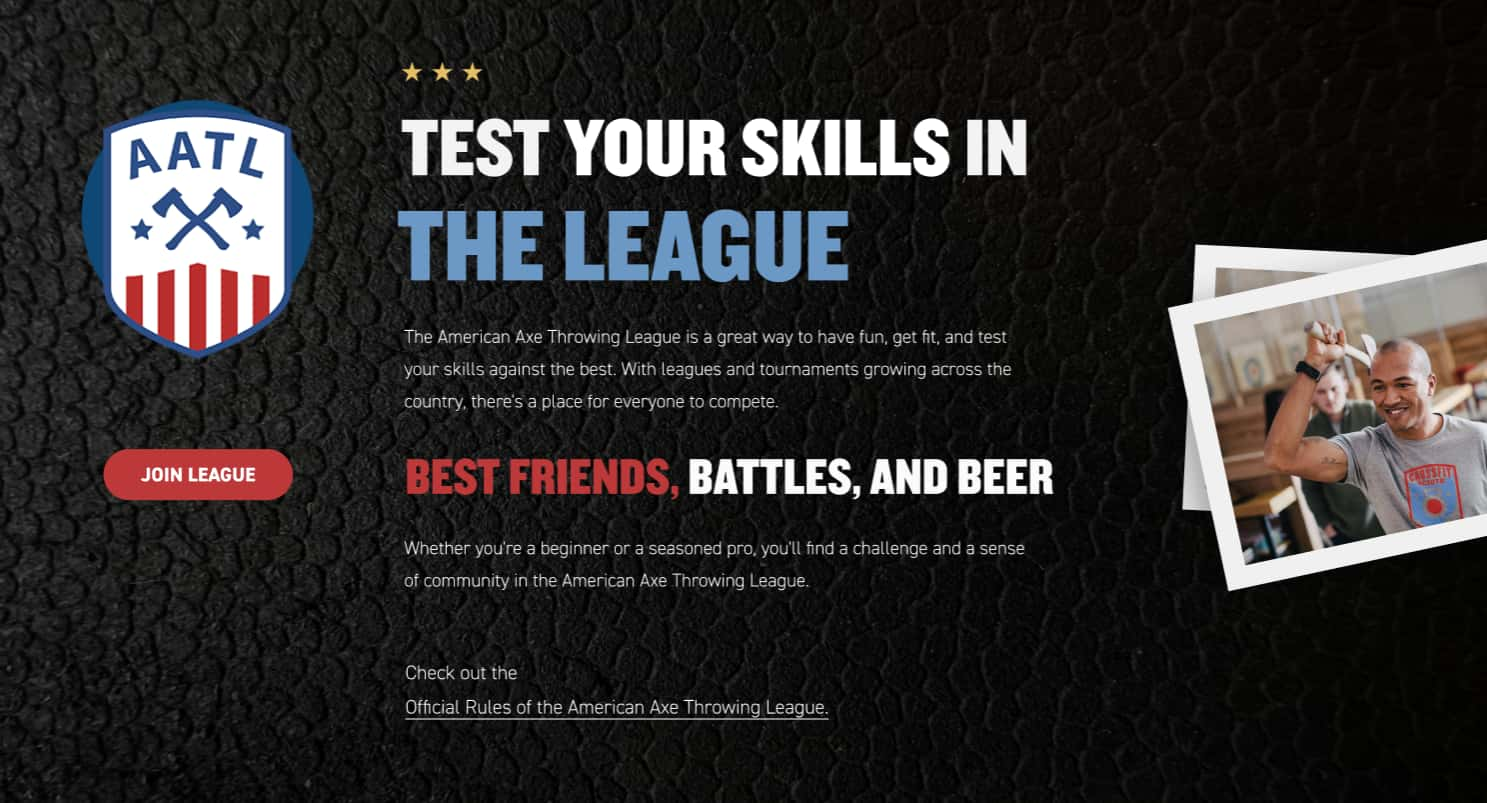 AATL
JOIN LEAGUE
TEST YOUR SKILLS IN
THE LEAGUE
The American Axe Throwing League is a great way to have fun, get fit, and test
your skills against the best. With leagues and tournaments growing across the
country, there's a place for everyone to compete.
BEST FRIENDS, BATTLES, AND BEER
Whether you're a beginner or a seasoned pro, you'll find a challenge and a sense
of community in the American Axe Throwing League.
Check out the
Official Rules of the American Axe Throwing League.
CROSSFIT